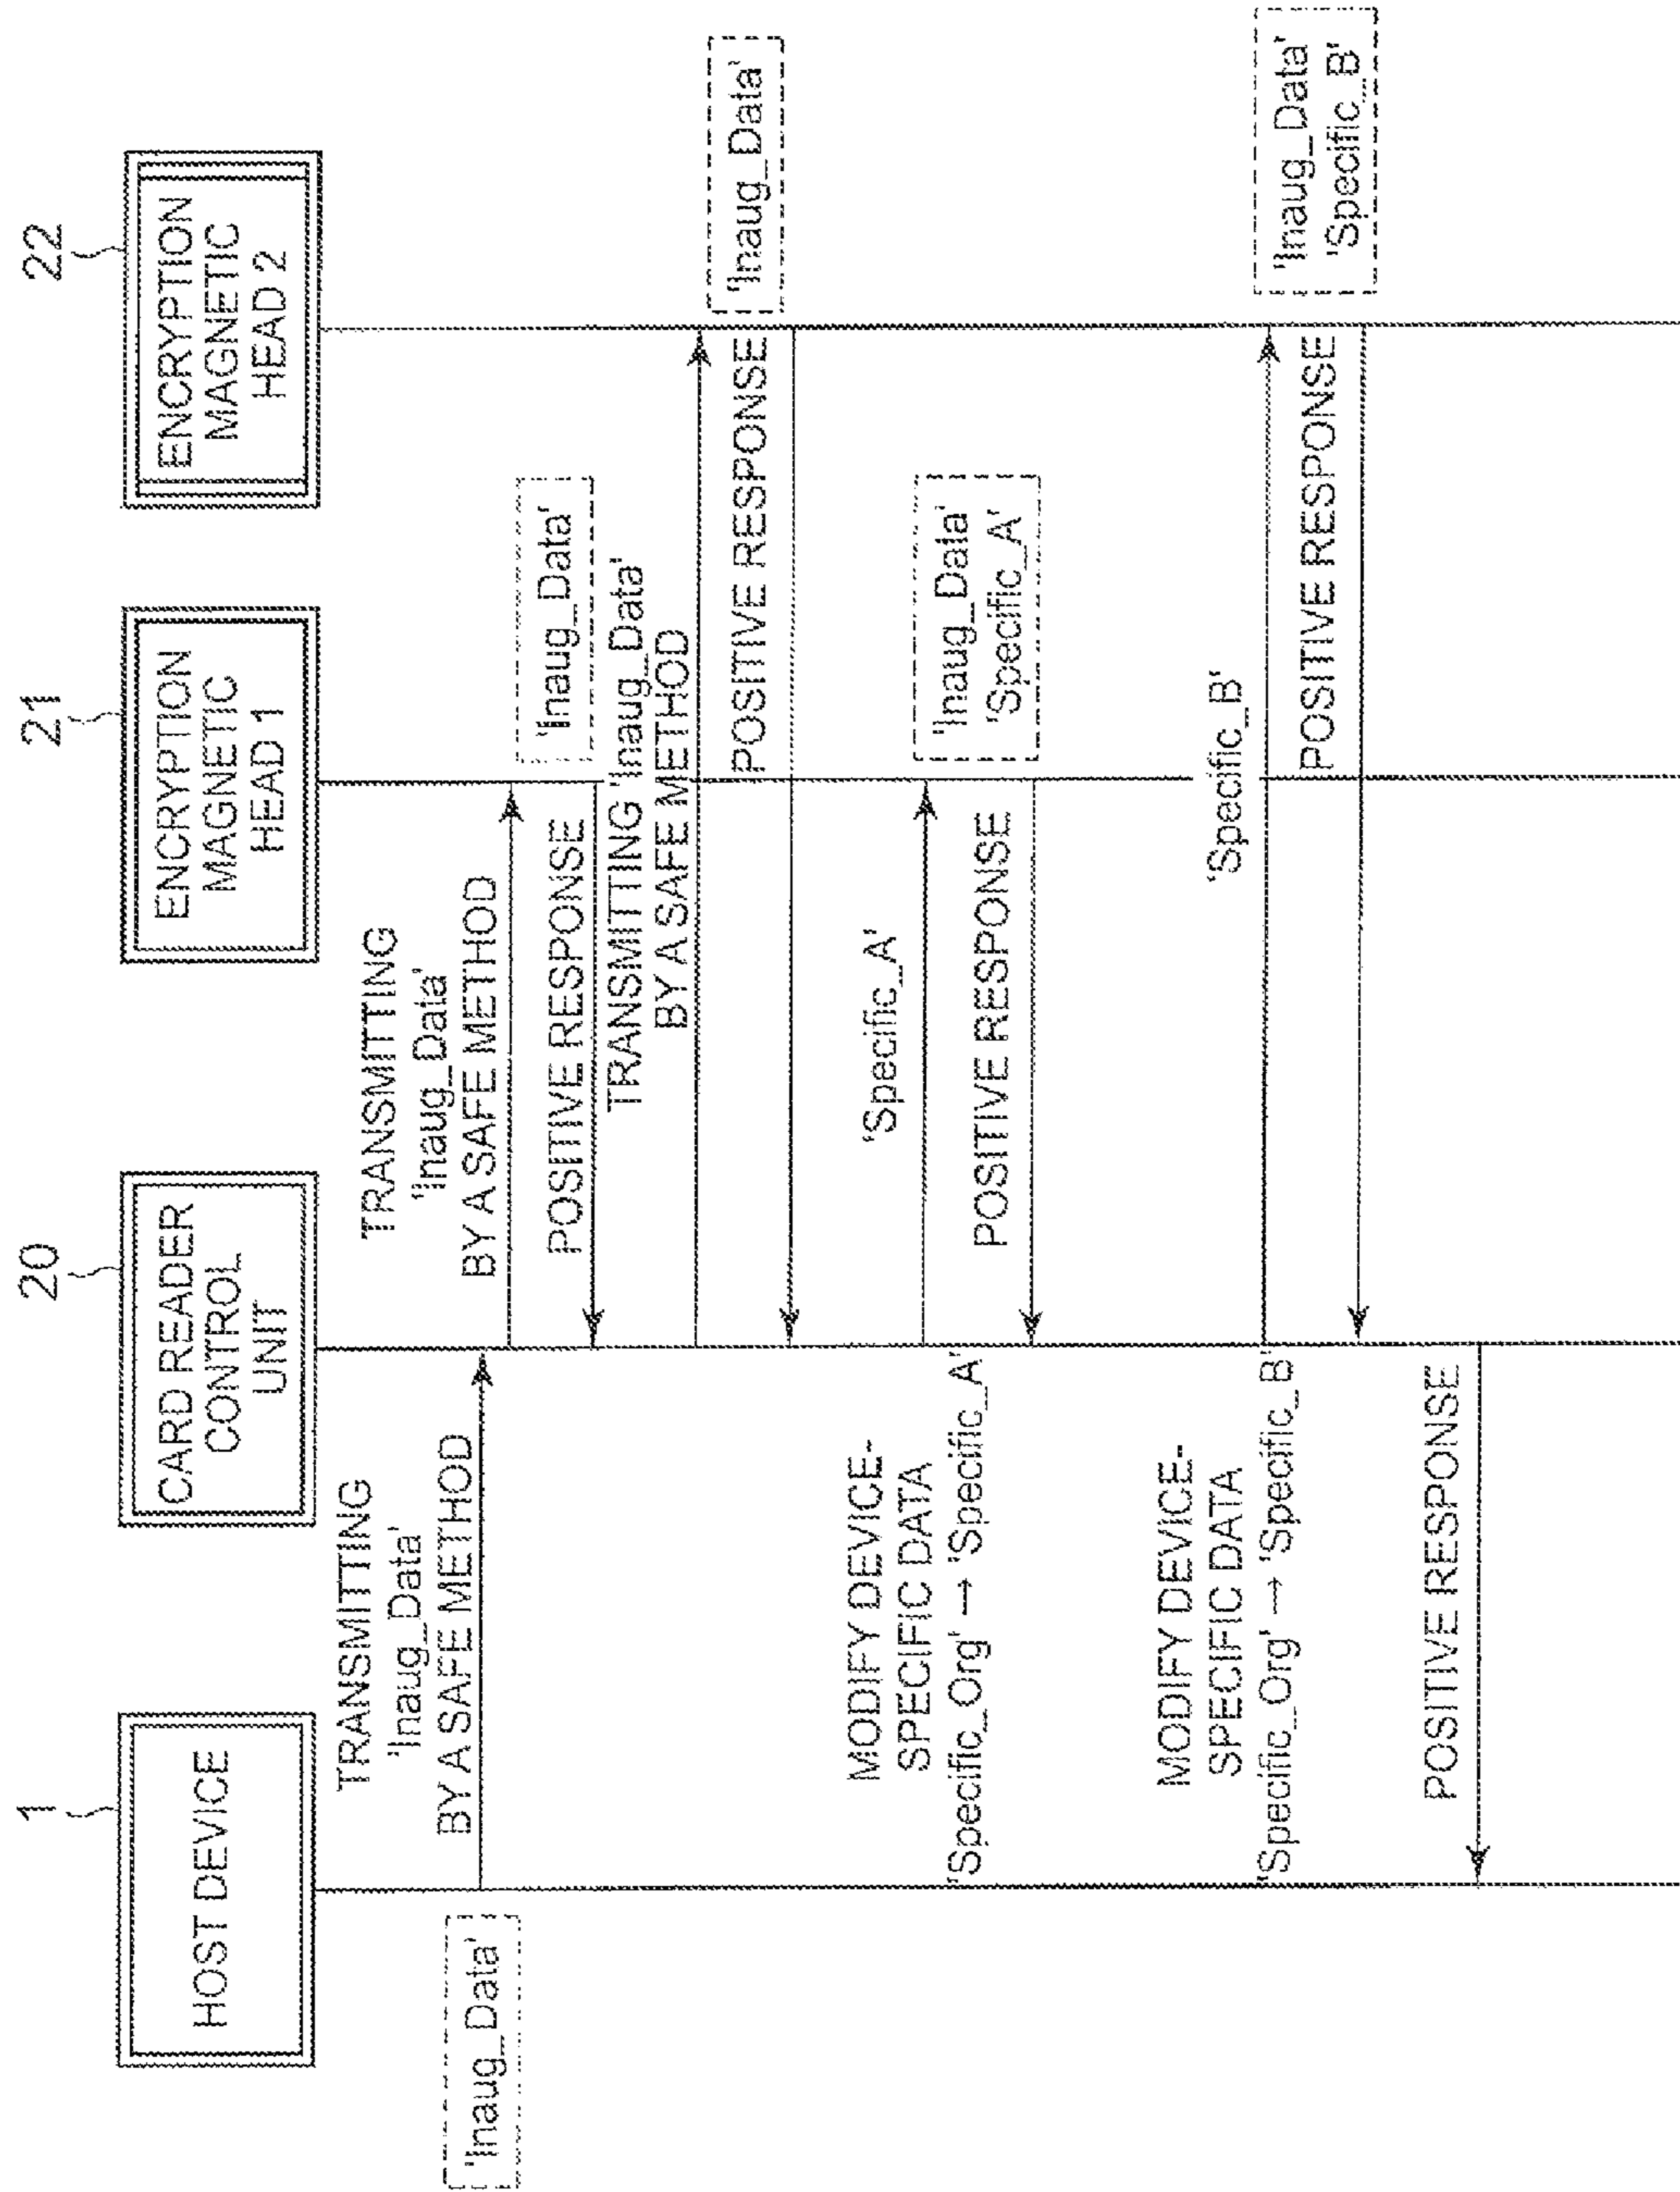 1
20
21
22
HOST DEVICE
CARD READER
CONTROL
UNIT
ENCRYPTION
MAGNETIC
HEAD 1
ENCRYPTION
MAGNETIC
HEAD 2
'Inaug_Data'
TRANSMITTING
'Inaug_Data'
BY A SAFE METHOD
TRANSMITTING
'Inaug_Data'
BY A SAFE METHOD
'Inaug_Data'
POSITIVE RESPONSE
TRANSMITTING 'Inaug_Data'
BY A SAFE METHOD
'Inaug_Data'
POSITIVE RESPONSE
MODIFY DEVICE-
SPECIFIC DATA
'Specific_Org' → 'Specific_A'
'Specific_A'
'Inaug_Data'
'Specific_A'
POSITIVE RESPONSE
MODIFY DEVICE-
SPECIFIC DATA
'Specific_Org' → 'Specific_B'
'Specific_B'
'Inaug_Data'
'Specific_B'
POSITIVE RESPONSE
POSITIVE RESPONSE